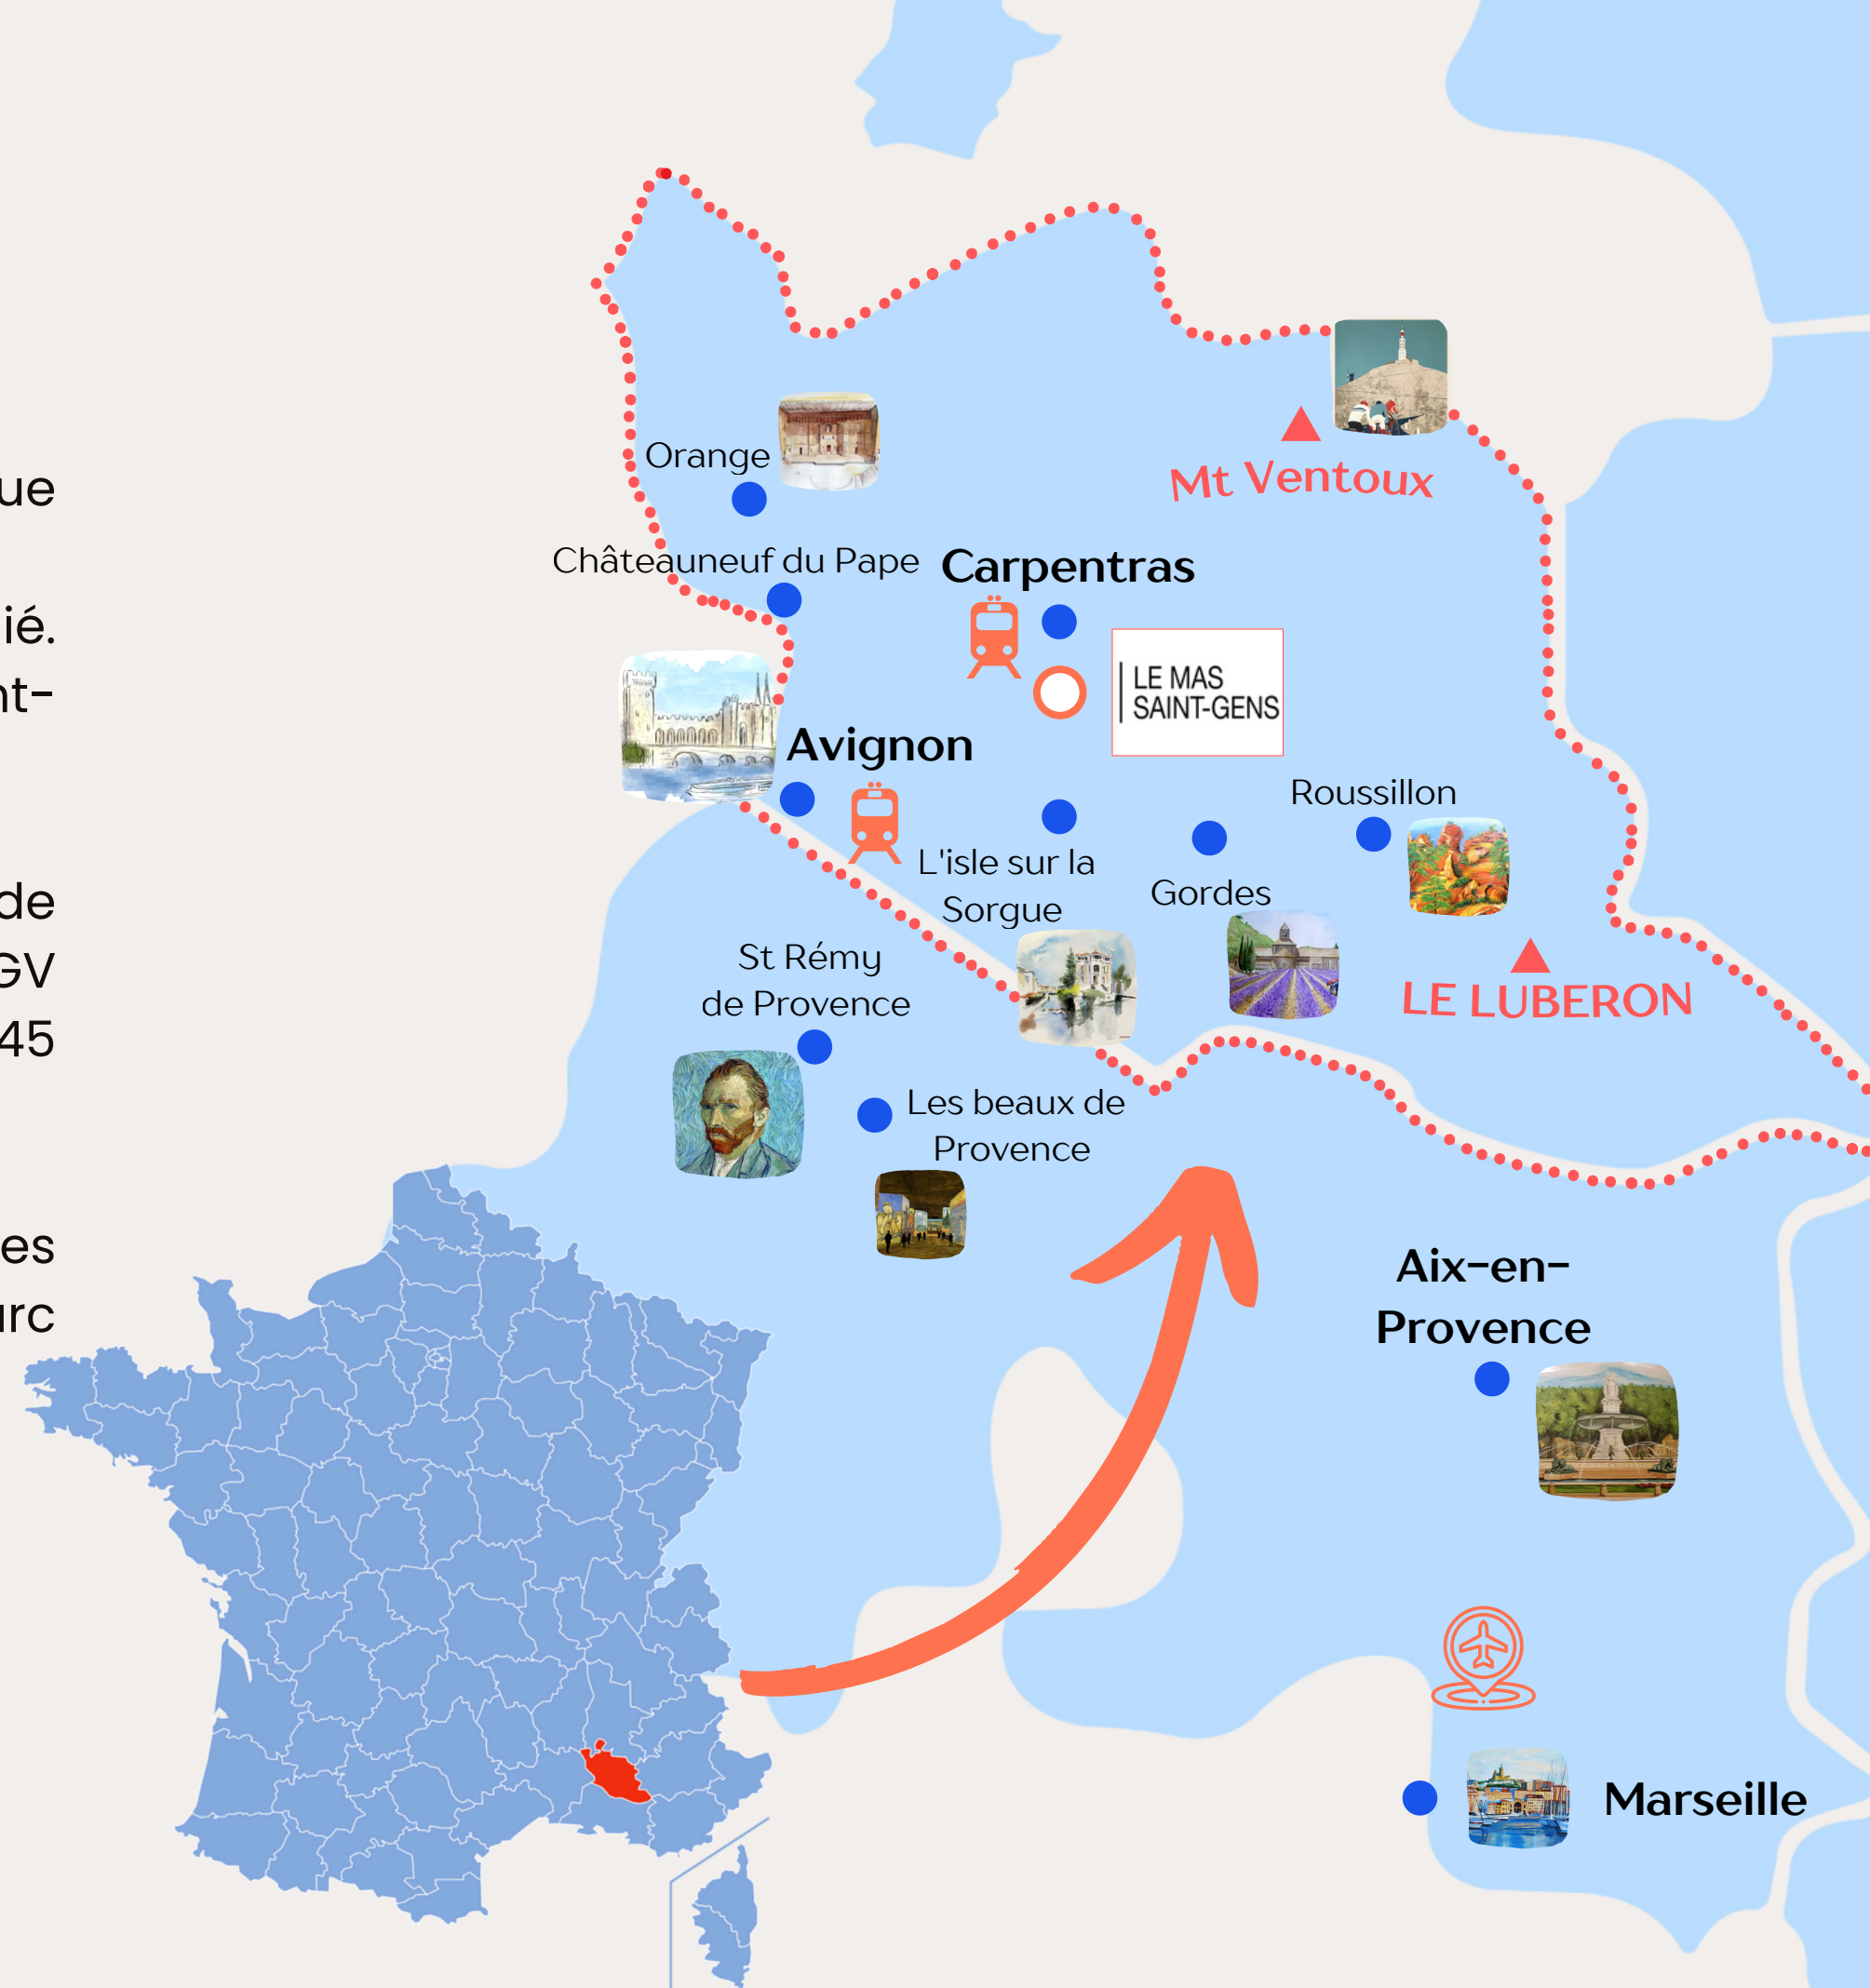 ue
ié.
nt-
de
GV
45
es
arc
Orange
Mt Ventoux
Châteauneuf du Pape
Carpentras
LE MAS
SAINT-GENS
Avignon
Roussillon
L'isle sur la
Sorgue
Gordes
St Rémy
de Provence
LE LUBERON
Les beaux de
Provence
Aix-en-
Provence
Marseille